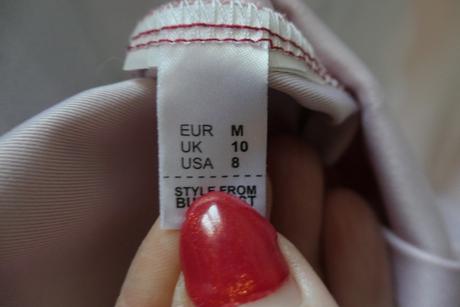 EUR M
UK 10
USA 8
STYLE FROM